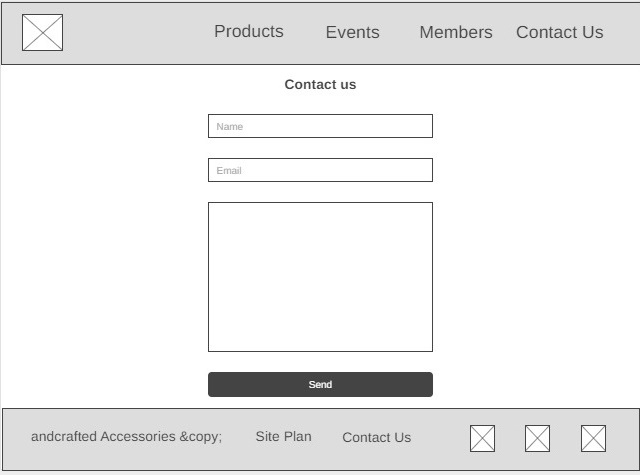 Products Events Members Contact Us
Contact us
Name
Email
Send
andcrafted Accessories &copy; Site Plan Contact Us